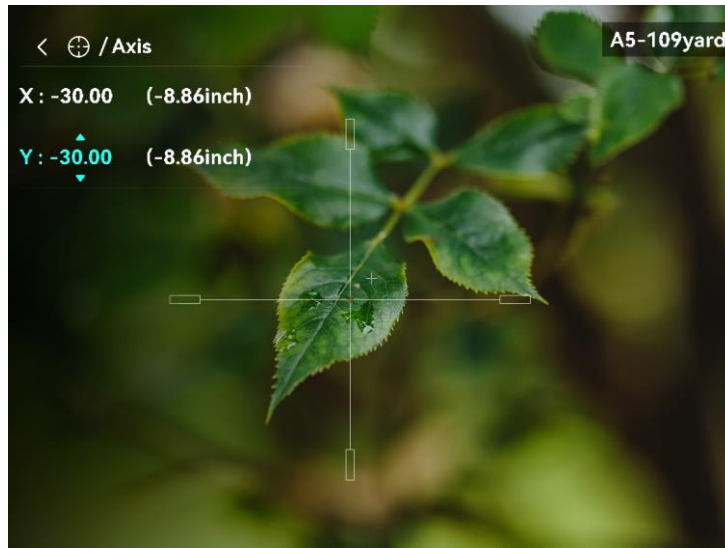 / Axis
A5-109yard
X : -30.00 (-8.86inch)
Y : -30.00 (-8.86inch)